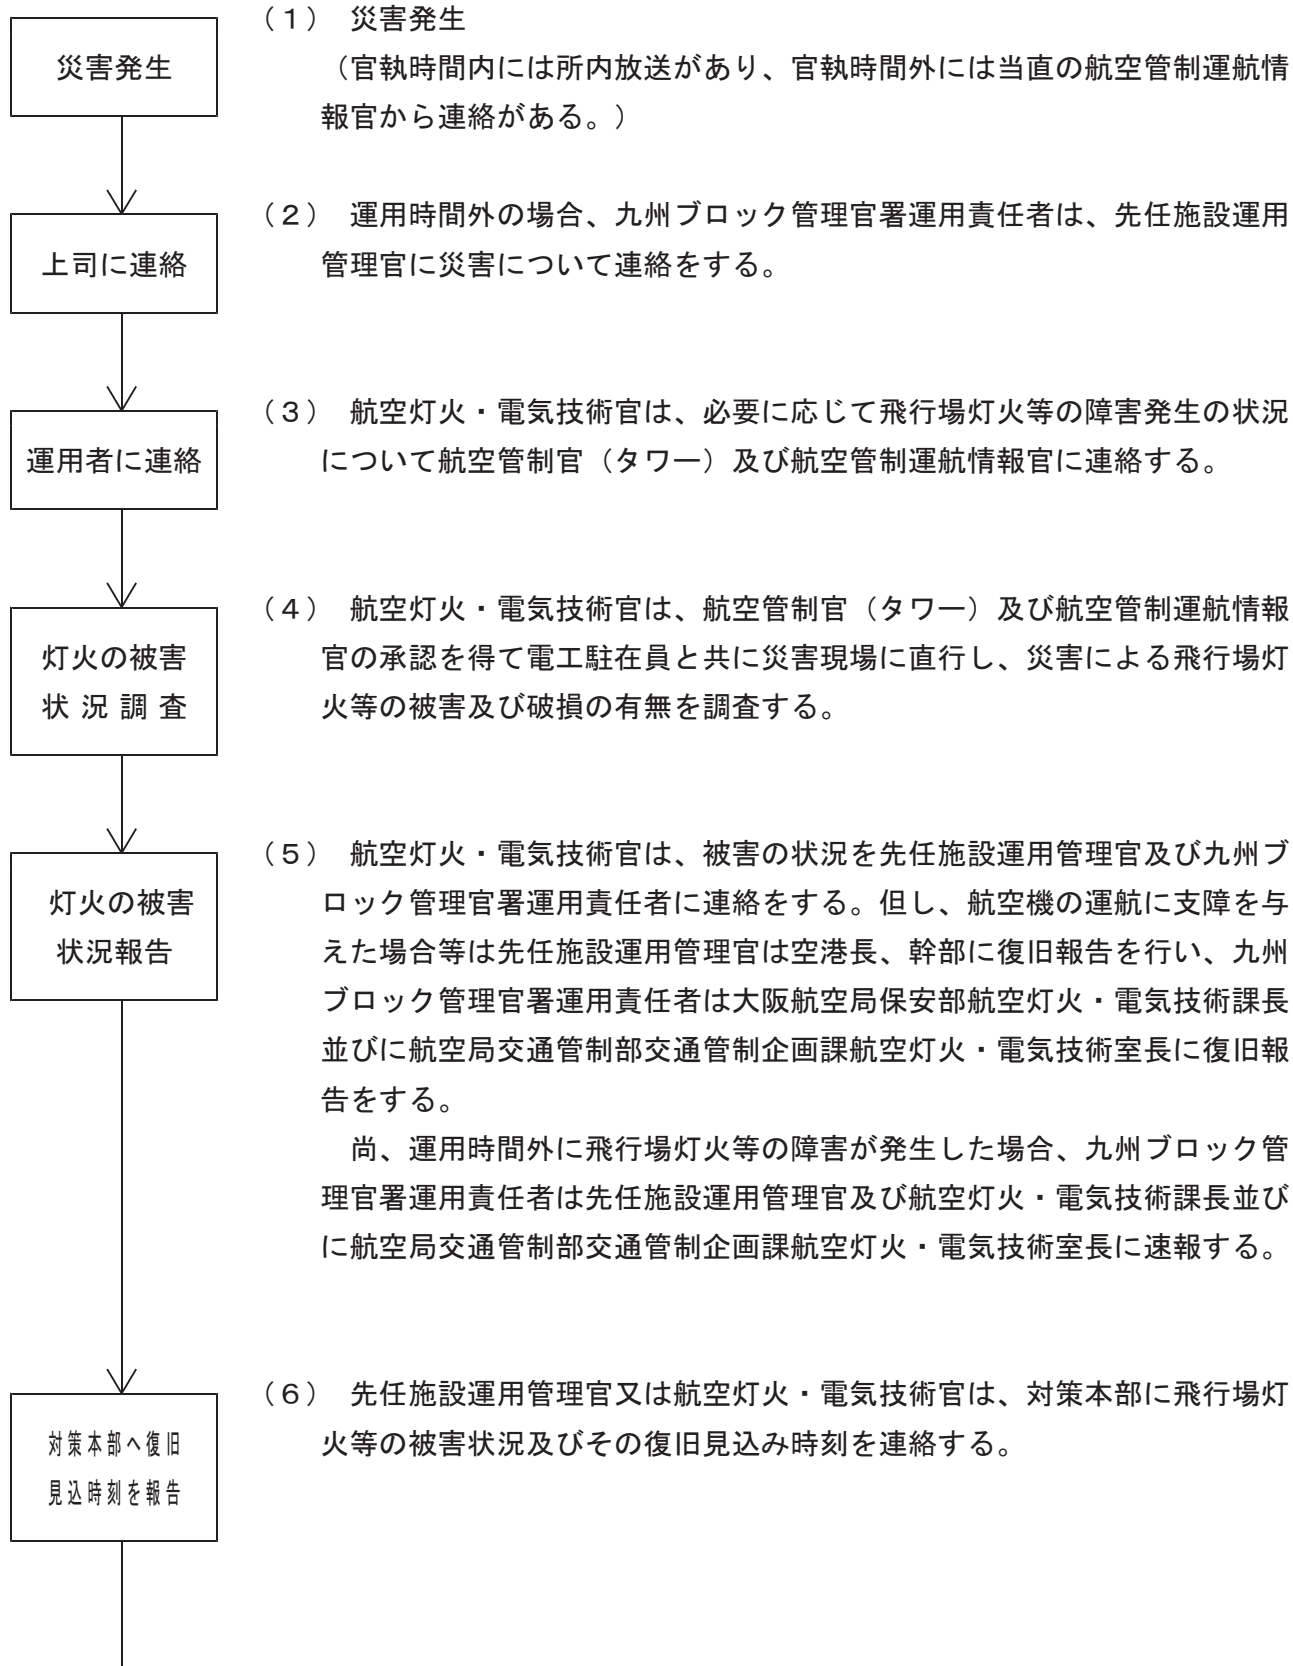 災害発生
（１）　災害発生
（官執時間内には所内放送があり、官執時間外には当直の航空管制運航情
報官から連絡がある。）
上司に連絡
（２）　運用時間外の場合、九州ブロック管理官署運用責任者は、先任施設運用
管理官に災害について連絡をする。
運用者に連絡
（３）　航空灯火・電気技術官は、必要に応じて飛行場灯火等の障害発生の状況
について航空管制官（タワー）及び航空管制運航情報官に連絡する。
灯火の被害
状況調査
（４）　航空灯火・電気技術官は、航空管制官（タワー）及び航空管制運航情報
官の承認を得て電工駐在員と共に災害現場に直行し、災害による飛行場灯
火等の被害及び破損の有無を調査する。
灯火の被害
状況報告
（５）　航空灯火・電気技術官は、被害の状況を先任施設運用管理官及び九州ブ
ロック管理官署運用責任者に連絡をする。但し、航空機の運航に支障を与
えた場合等は先任施設運用管理官は空港長、幹部に復旧報告を行い、九州
ブロック管理官署運用責任者は大阪航空局保安部航空灯火・電気技術課長
並びに航空局交通管制部交通管制企画課航空灯火・電気技術室長に復旧報
告をする。
尚、運用時間外に飛行場灯火等の障害が発生した場合、九州ブロック管
理官署運用責任者は先任施設運用管理官及び航空灯火・電気技術課長並び
に航空局交通管制部交通管制企画課航空灯火・電気技術室長に速報する。
対策本部へ復旧
見込時刻を報告
（６）　先任施設運用管理官又は航空灯火・電気技術官は、対策本部に飛行場灯
火等の被害状況及びその復旧見込み時刻を連絡する。